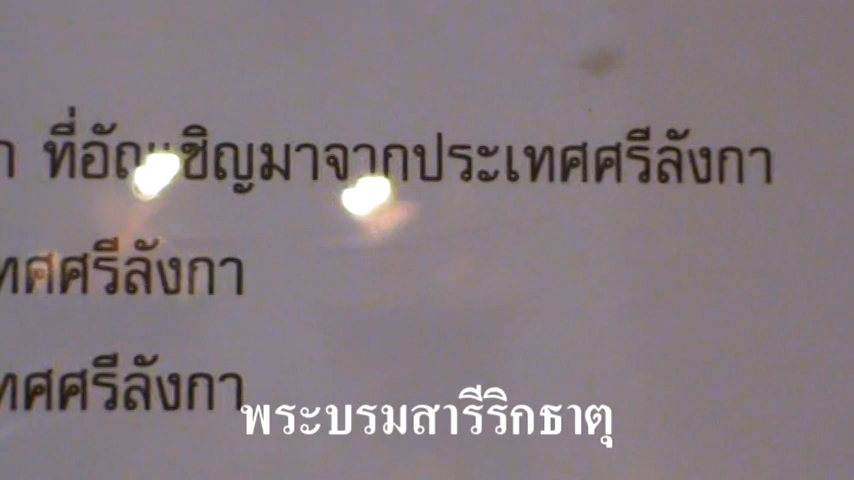 ที่อัญเชิญมาจากประเทศศรีลังกา
ทศศรีลังกา
ทศศรีลังกา
พระบรมสารีริกธาตุ